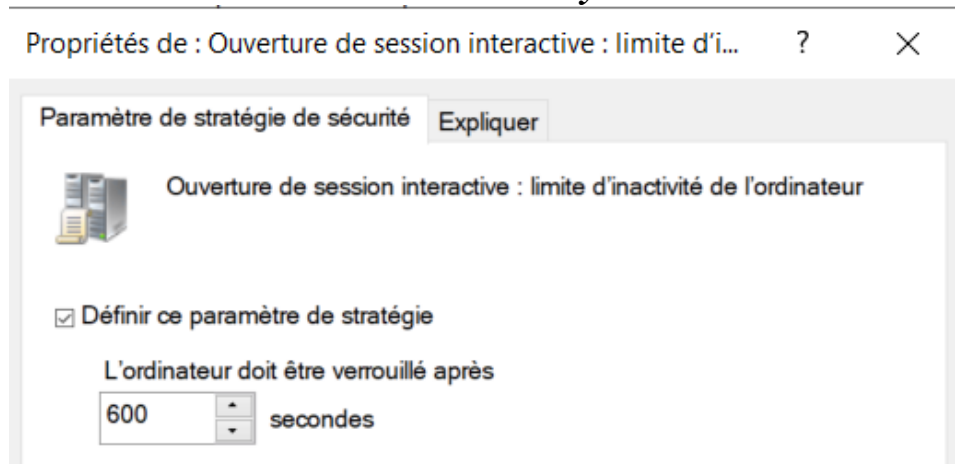 Propriétés de : Ouverture de session interactive : limite d'i... ? ×
Paramètre de stratégie de sécurité Expliquer
Ouverture de session interactive : limite d'inactivité de l'ordinateur
Définir ce paramètre de stratégie
L'ordinateur doit être verrouillé après
600 secondes